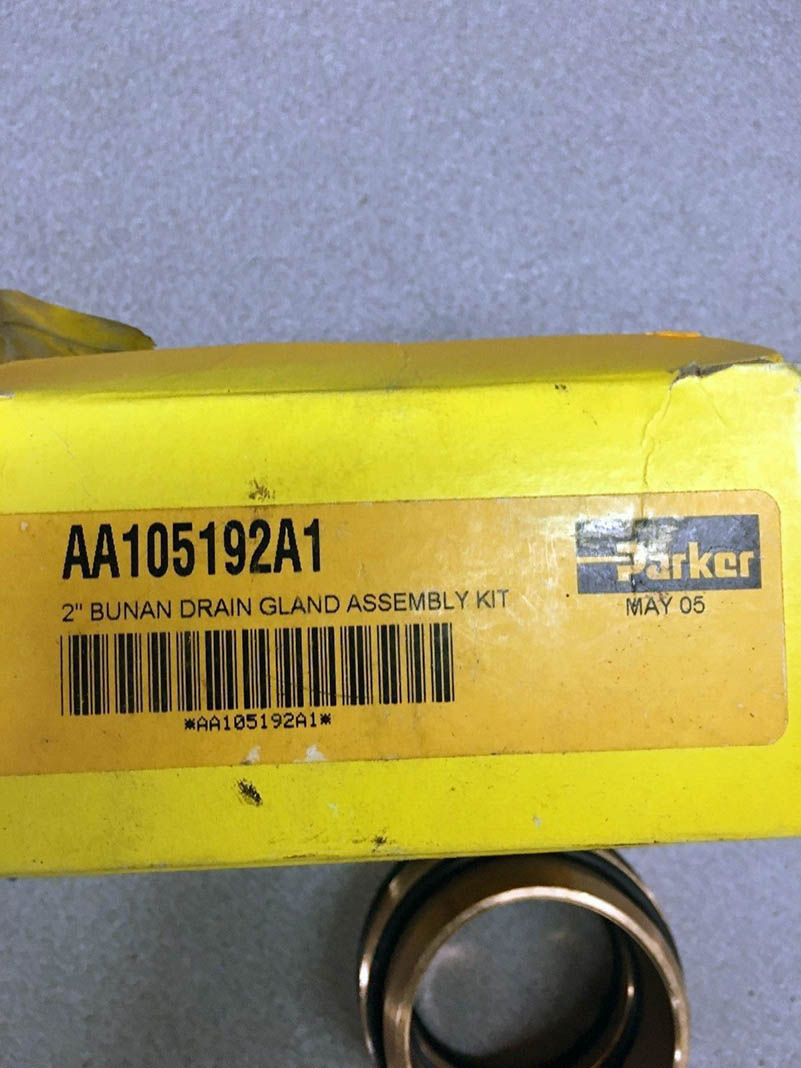 AA105192A1
Parker
2" BUNAN DRAIN GLAND ASSEMBLY KIT
MAY 05
*AA105192A1*